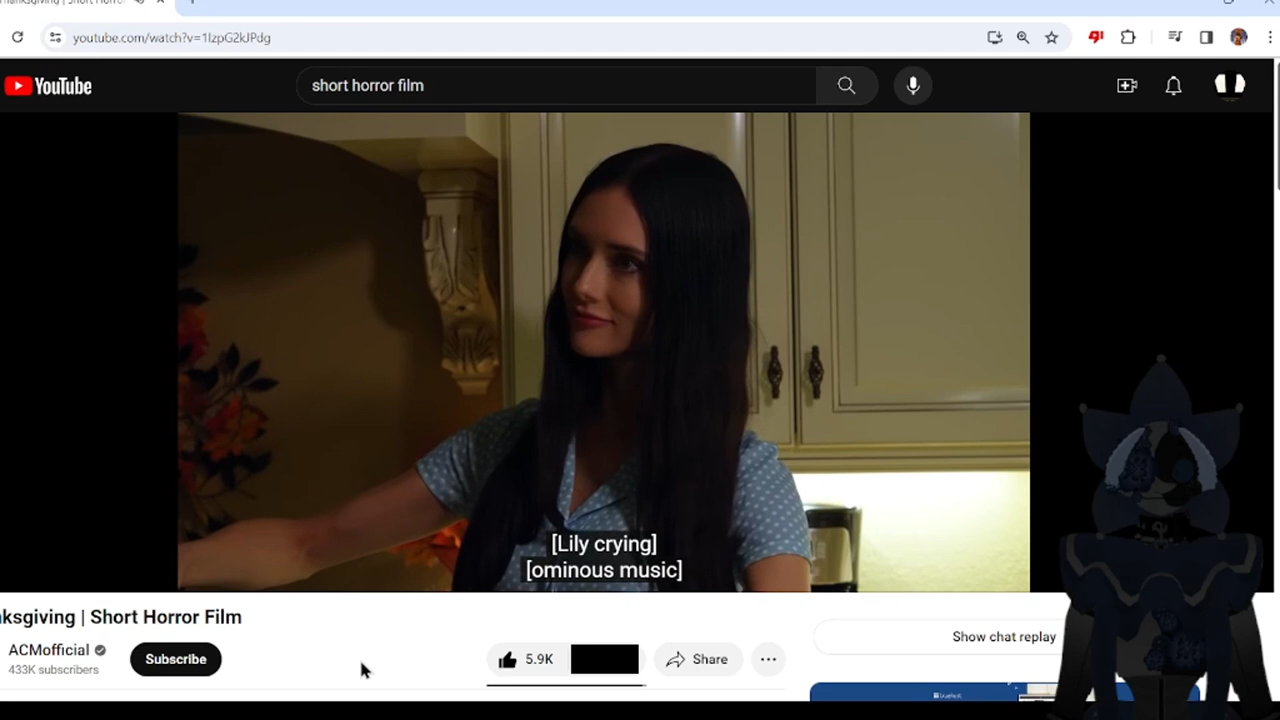 youtube.com/watch?v=1lzpG2kJPdg
YouTube
short horror film
[Lily crying]
[ominous music]
nksgiving | Short Horror Film
ACMofficial
433K subscribers
Subscribe
5.9K
Share
Show chat replay